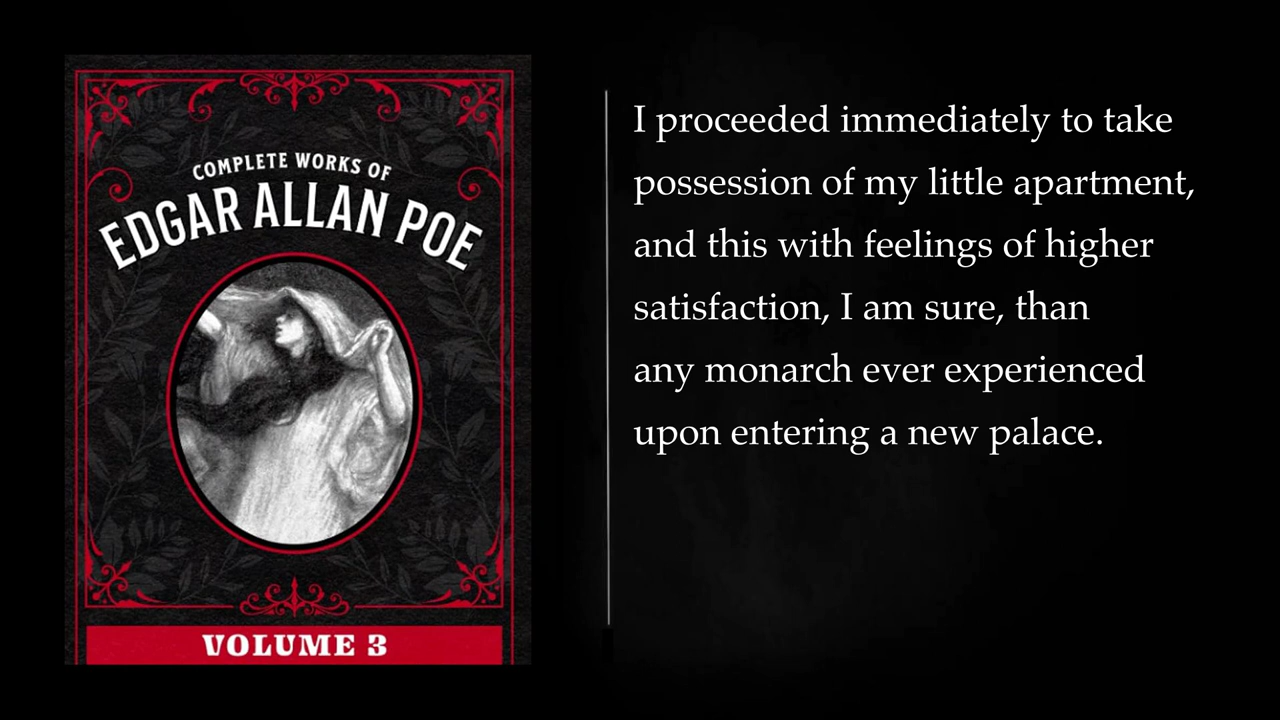 COMPLETE WORKS OF
EDGAR ALLAN POE
VOLUME 3
I proceeded immediately to take
possession of my little apartment,
and this with feelings of higher
satisfaction, I am sure, than
any monarch ever experienced
upon entering a new palace.